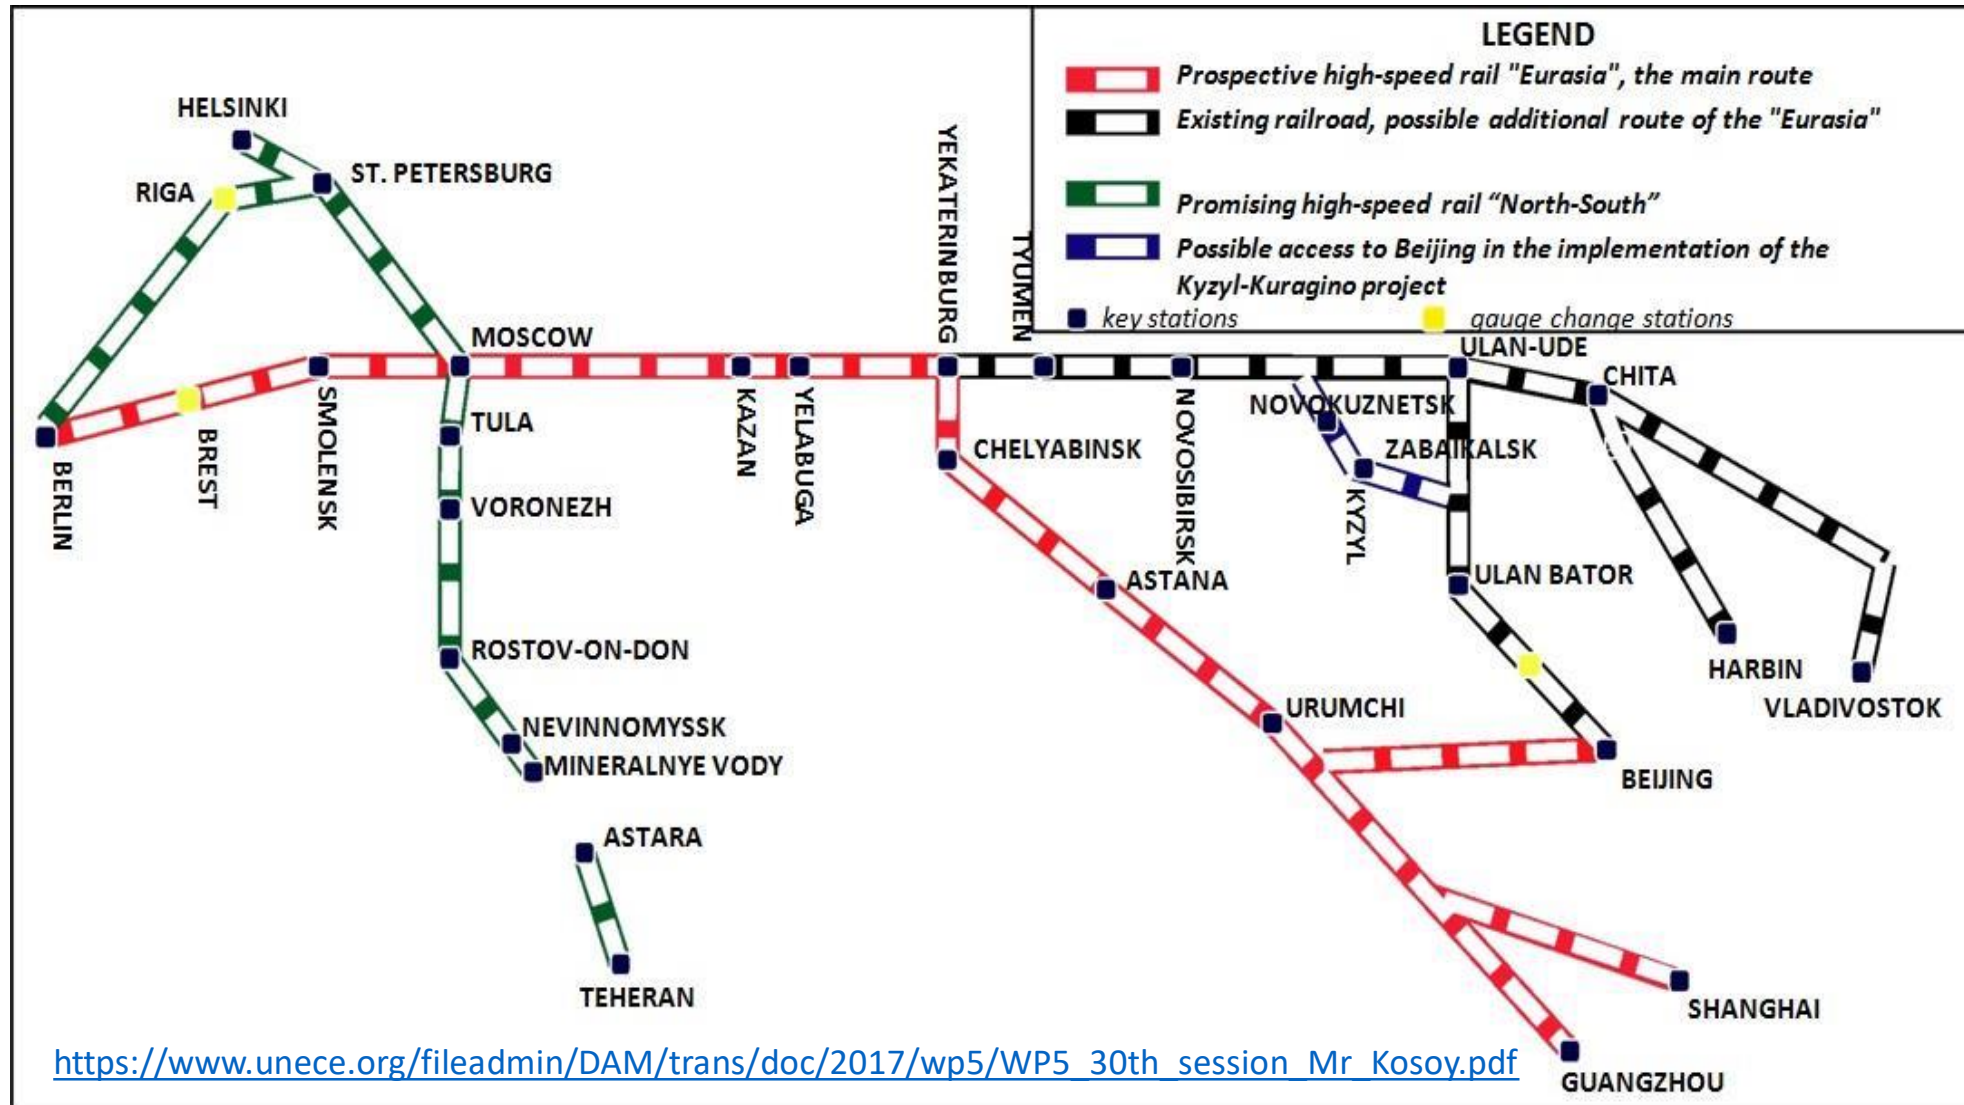 LEGEND
Prospective high-speed rail "Eurasia", the main route
Existing railroad, possible additional route of the "Eurasia"
Promising high-speed rail “North-South”
Possible access to Beijing in the implementation of the
Kyzyl-Kuragino project
key stations
gauge change stations
HELSINKI
ST. PETERSBURG
RIGA
YEKATERINBURG
TYUMEN
MOSCOW
ULAN-UDE
CHITA
BERLIN
BREST
SMOLENSK
TULA
KAZAN
YELABUGA
CHELYABINSK
NOVOSIBIRSK
NOVOKUZNETSK
ZABAIKALSK
KYZYL
VORONEZH
ASTANA
ULAN BATOR
ROSTOV-ON-DON
HARBIN
VLADIVOSTOK
URUMCHI
NEVINNOMYSSK
MINERALNYE VODY
BEIJING
ASTARA
TEHERAN
SHANGHAI
GUANGZHOU
https://www.unece.org/fileadmin/DAM/trans/doc/2017/wp5/WP5_30th_session_Mr_Kosoy.pdf